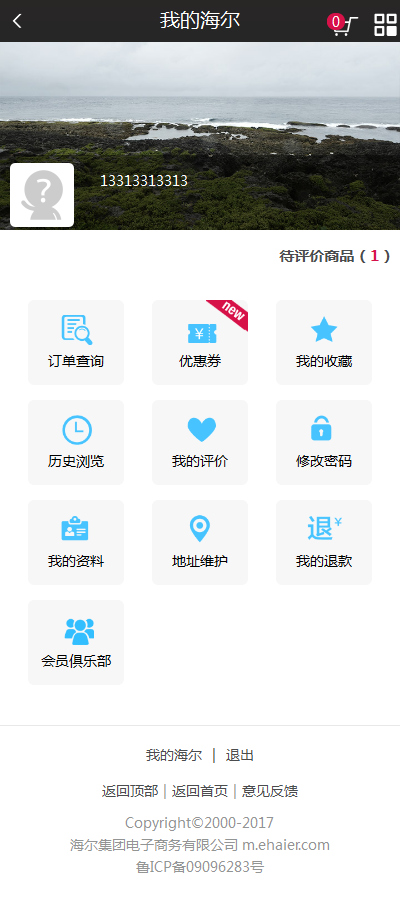 我的海尔
0
13313313313
待评价商品 ( 1 )
new
订单查询 优惠券 我的收藏
历史浏览 我的评价 修改密码
退¥
我的资料 地址维护 我的退款
会员俱乐部
我的海尔 | 退出
返回顶部 | 返回首页 | 意见反馈
Copyright©2000-2017
海尔集团电子商务有限公司 m.ehaier.com
鲁ICP备09096283号